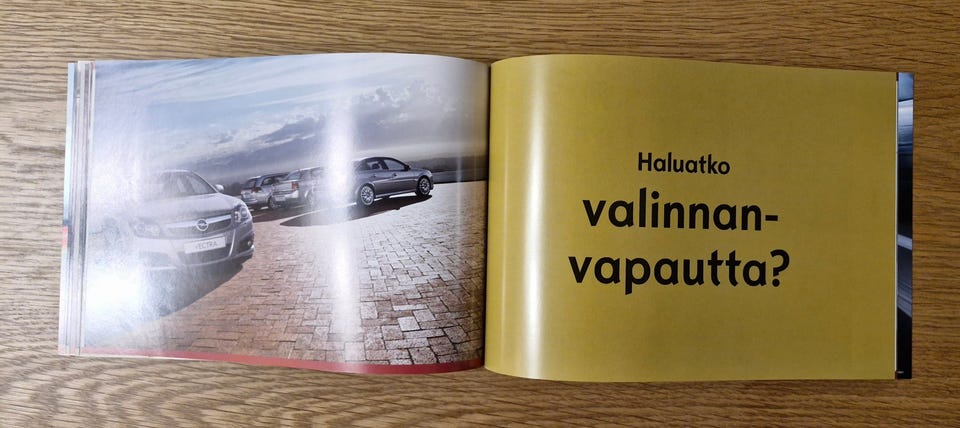 VECTRA
Haluatko
valinnan-
vapautta?